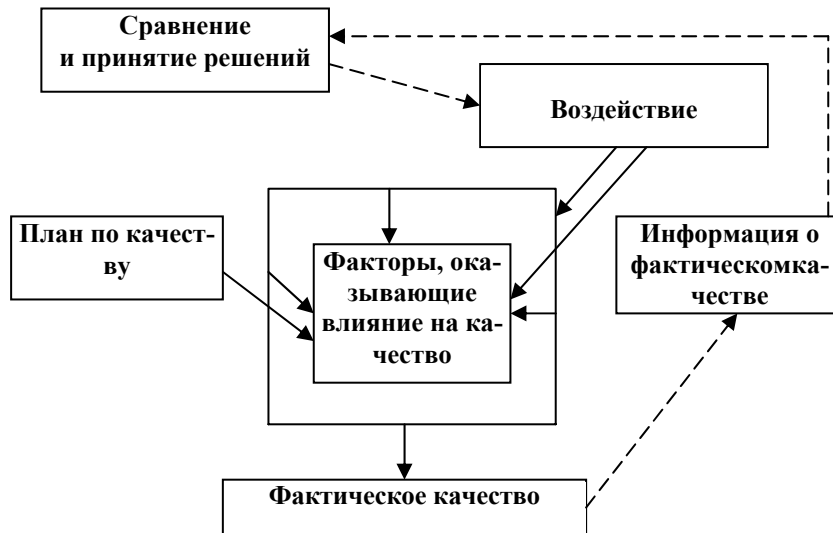 Сравнение
и принятие решений
Воздействие
План по качест-
ву
Факторы, ока-
зывающие
влияние на ка-
чество
Информация о
фактическомка-
честве
Фактическое качество